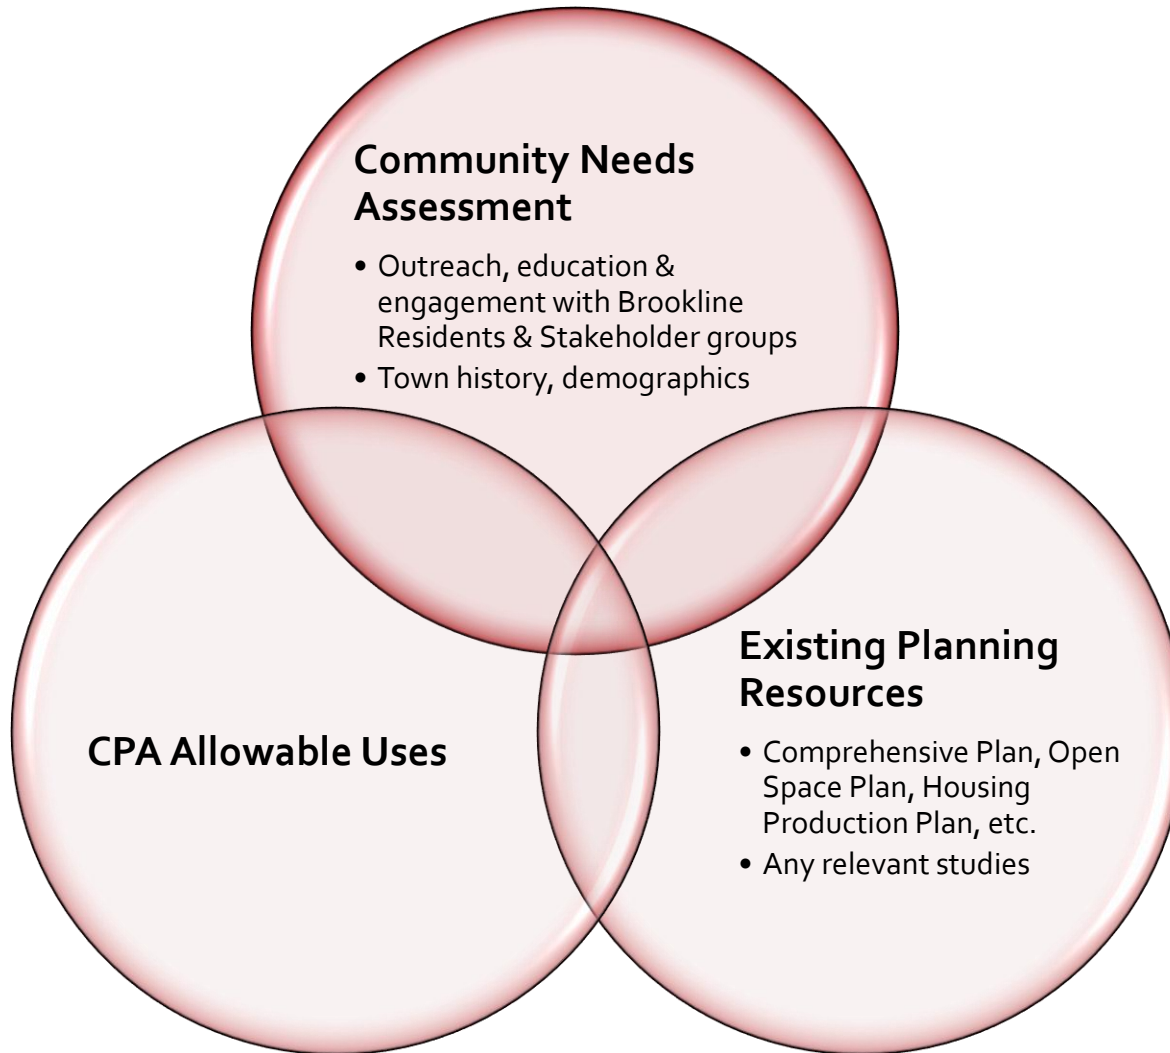 Community Needs
Assessment
• Outreach, education &
engagement with Brookline
Residents & Stakeholder groups
• Town history, demographics
CPA Allowable Uses
Existing Planning
Resources
• Comprehensive Plan, Open
Space Plan, Housing
Production Plan, etc.
• Any relevant studies